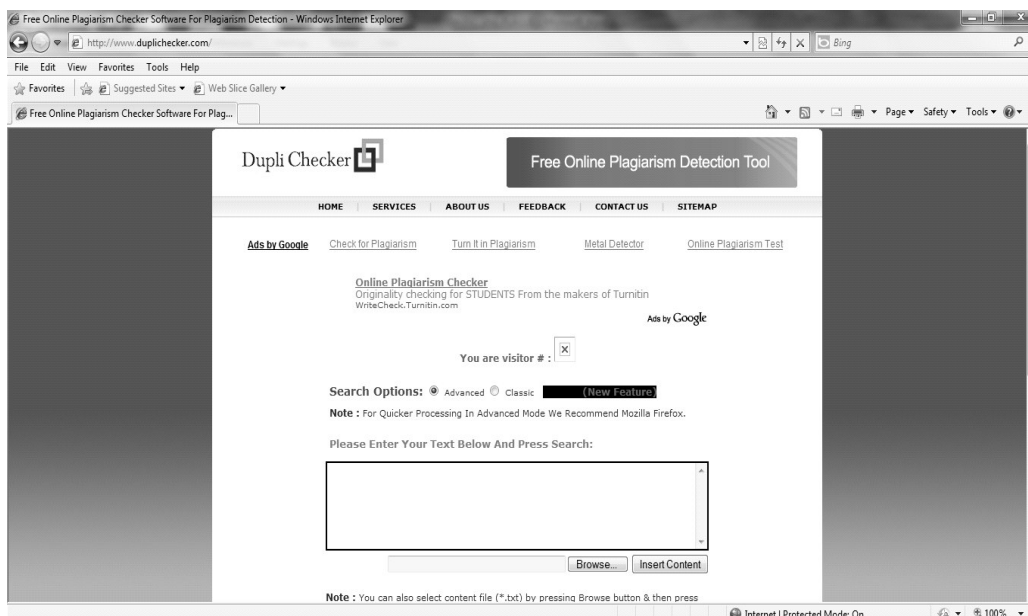 Free Online Plagiarism Checker Software For Plagiarism Detection - Windows Internet Explorer
http://www.duplichecker.com/
Bing
File Edit View Favorites Tools Help
Favorites Suggested Sites Web Slice Gallery
Free Online Plagiarism Checker Software For Plag...
Page Safety Tools
Dupli Checker
Free Online Plagiarism Detection Tool
HOME SERVICES ABOUT US FEEDBACK CONTACT US SITEMAP
Ads by Google Check for Plagiarism Turn It in Plagiarism Metal Detector Online Plagiarism Test
Online Plagiarism Checker
Originality checking for STUDENTS From the makers of Turnitin
WriteCheck.Turnitin.com
Ads by Google
You are visitor # :
Search Options: Advanced Classic (New Feature)
Note : For Quicker Processing In Advanced Mode We Recommend Mozilla Firefox.
Please Enter Your Text Below And Press Search:
Browse... Insert Content
Note : You can also select content file (*.txt) by pressing Browse button & then press
Internet | Protected Mode: On 100%